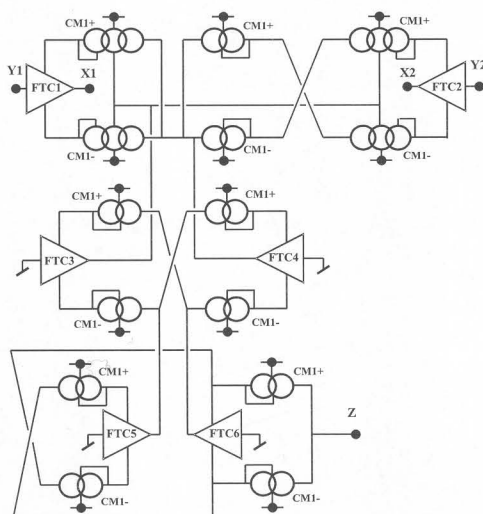 CM1+ CM1+ CM1+
Y1 X1 X2 Y2
FTC1 FTC2
CM1- CM1- CM1-
CM1+ CM1+
FTC3 FTC4
CM1- CM1-
CM1+ CM1+
Z
FTC5 FTC6
CM1- CM1-